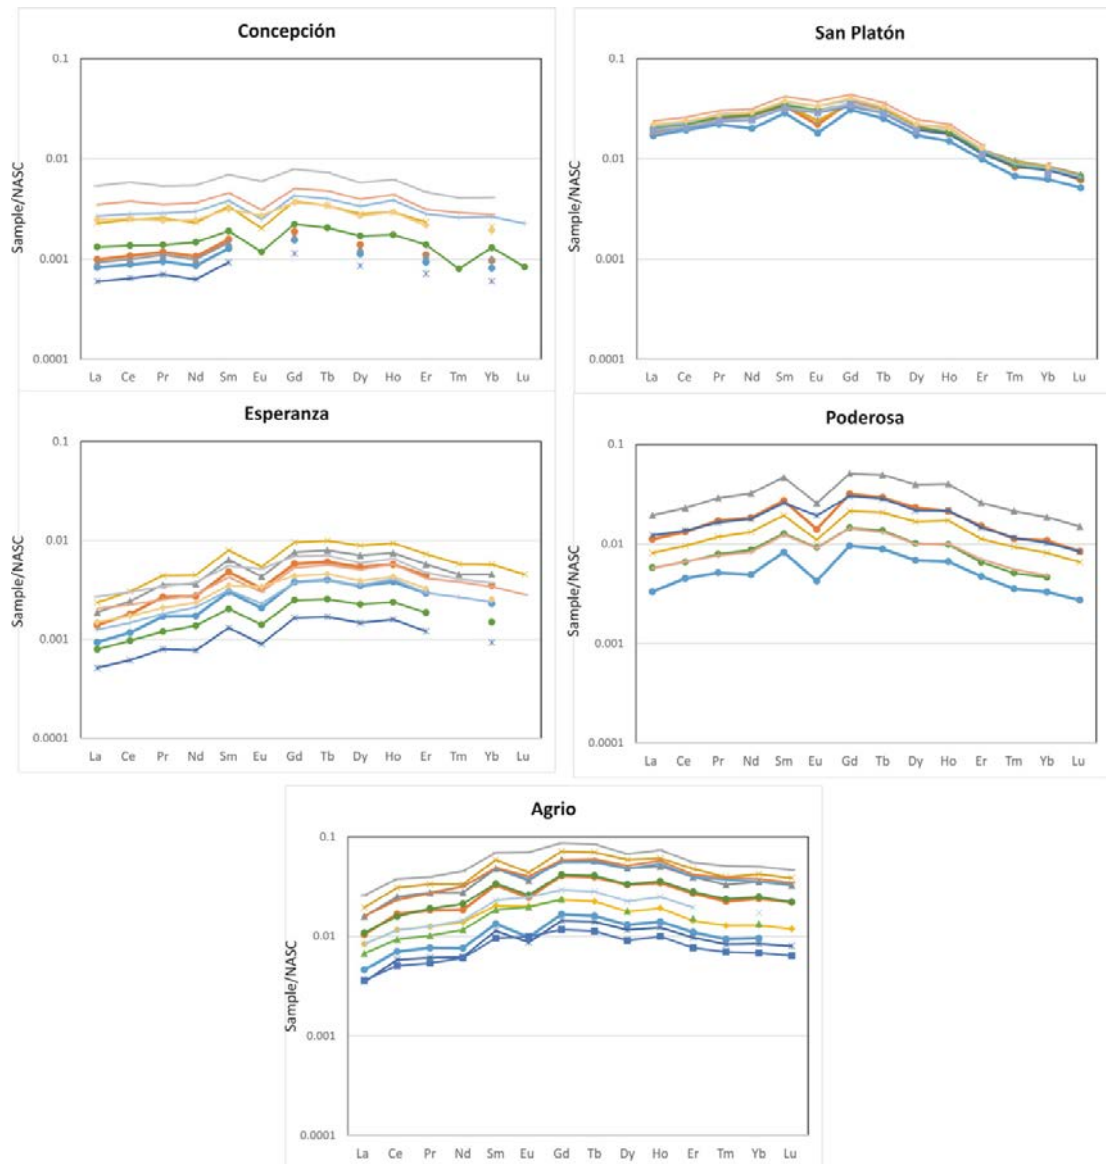 Concepción
0.1
0.01
0.001
0.0001
Sample/NASC
La Ce Pr Nd Sm Eu Gd Tb Dy Ho Er Tm Yb Lu
San Platón
0.1
0.01
0.001
0.0001
Sample/NASC
La Ce Pr Nd Sm Eu Gd Tb Dy Ho Er Tm Yb Lu
Esperanza
0.1
0.01
0.001
0.0001
Sample/NASC
La Ce Pr Nd Sm Eu Gd Tb Dy Ho Er Tm Yb Lu
Poderosa
0.1
0.01
0.001
0.0001
Sample/NASC
La Ce Pr Nd Sm Eu Gd Tb Dy Ho Er Tm Yb Lu
Agrio
0.1
0.01
0.001
0.0001
Sample/NASC
La Ce Pr Nd Sm Eu Gd Tb Dy Ho Er Tm Yb Lu